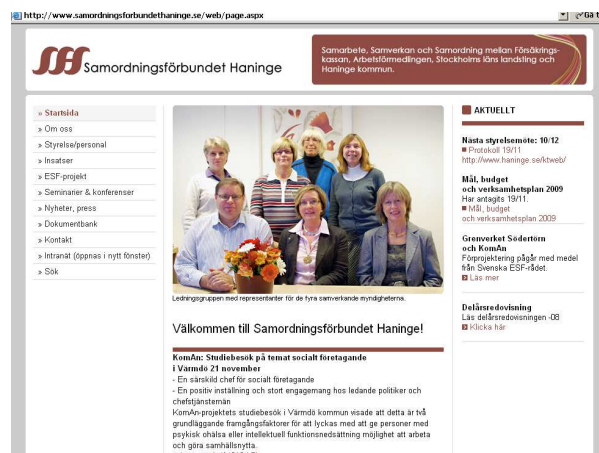 http://www.samordningsforbundethaninge.se/web/page.aspx
Gå t
Samordningsförbundet Haninge
Samarbete, Samverkan och Samordning mellan Försäkrings-
kassan, Arbetsförmedlingen, Stockholms läns landsting och
Haninge kommun.
» Startsida
» Om oss
» Styrelse/personal
» Insatser
» ESF-projekt
» Seminarier & konferenser
» Nyheter, press
» Dokumentbank
» Kontakt
» Intranät (öppnas i nytt fönster)
» Sök
Ledningsgruppen med representanter för de fyra samverkande myndigheterna.
Välkommen till Samordningsförbundet Haninge!
KomAn: Studiebesök på temat socialt företagande
i Värmdö 21 november
- En särskild chef för socialt företagande
- En positiv inställning och stort engagemang hos ledande politiker och
chefstjänstemän
KomAn-projektets studiebesök i Värmdö kommun visade att detta är två
grundläggande framgångsfaktorer för att lyckas med att ge personer med
psykisk ohälsa eller intellektuell funktionsnedsättning möjlighet att arbeta
och göra samhällsnytta.
AKTUELLT
Nästa styrelsemöte: 10/12
Protokoll 19/11
http://www.haninge.se/ktweb/
Mål, budget
och verksamhetsplan 2009
Har antagits 19/11.
Mål, budget
och verksamhetsplan 2009
Grenverket Södertörn
och KomAn
Förprojektering pågår med medel
från Svenska ESF-rådet.
Läs mer
Delårsredovisning
Läs delårsredovisningen -08
Klicka här